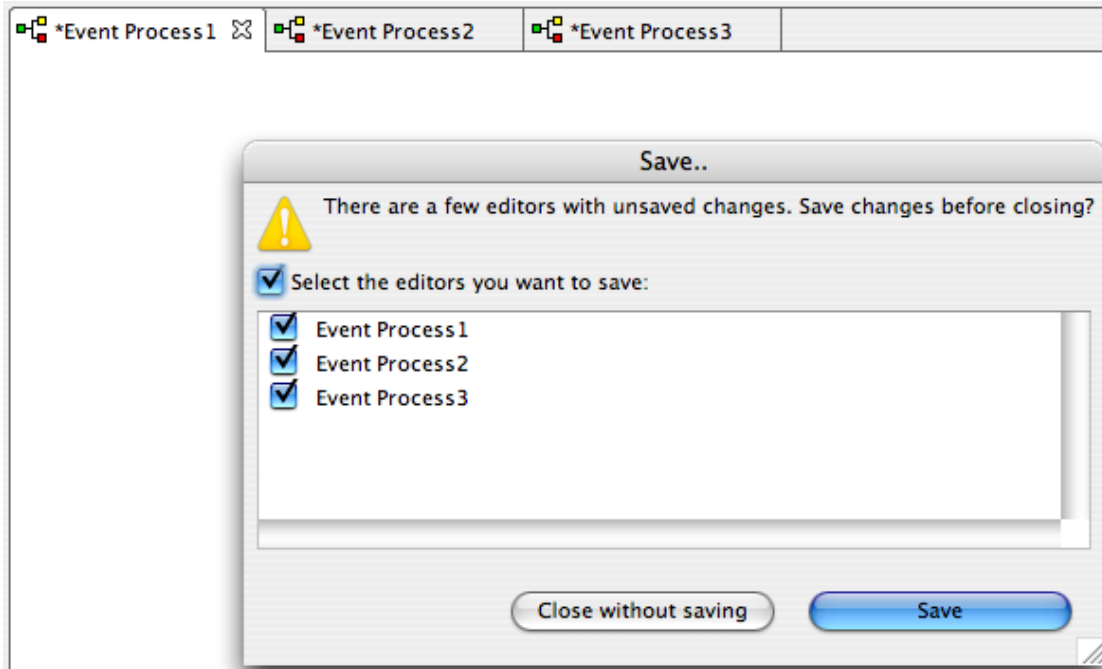 *Event Process1
*Event Process2
*Event Process3
Save..
There are a few editors with unsaved changes. Save changes before closing?
Select the editors you want to save:
Event Process1
Event Process2
Event Process3
Close without saving
Save